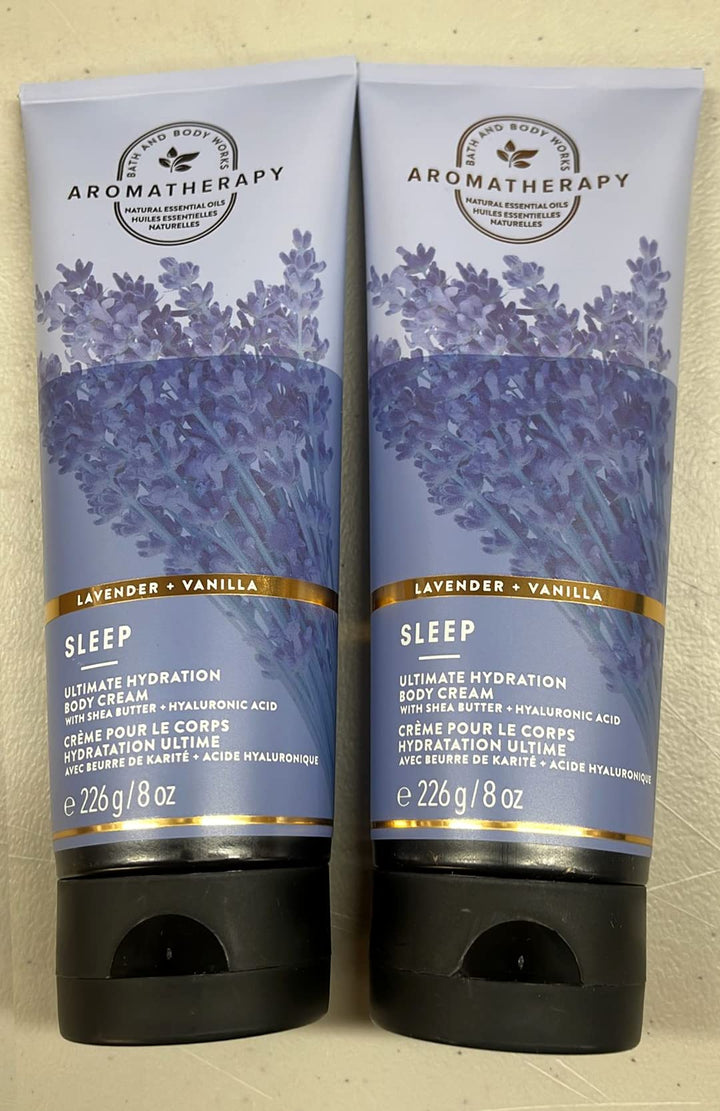 BATH AND BODY WORKS
AROMATHERAPY
NATURAL ESSENTIAL OILS
HUILES ESSENTIELLES
NATURELLES
LAVENDER + VANILLA
SLEEP
ULTIMATE HYDRATION
BODY CREAM
WITH SHEA BUTTER + HYALURONIC ACID
CRÈME POUR LE CORPS
HYDRATATION ULTIME
AVEC BEURRE DE KARITÉ + ACIDE HYALURONIQUE
e 226 g / 8 oz
BATH AND BODY WORKS
AROMATHERAPY
NATURAL ESSENTIAL OILS
HUILES ESSENTIELLES
NATURELLES
LAVENDER + VANILLA
SLEEP
ULTIMATE HYDRATION
BODY CREAM
WITH SHEA BUTTER + HYALURONIC ACID
CRÈME POUR LE CORPS
HYDRATATION ULTIME
AVEC BEURRE DE KARITÉ + ACIDE HYALURONIQUE
e 226 g / 8 oz